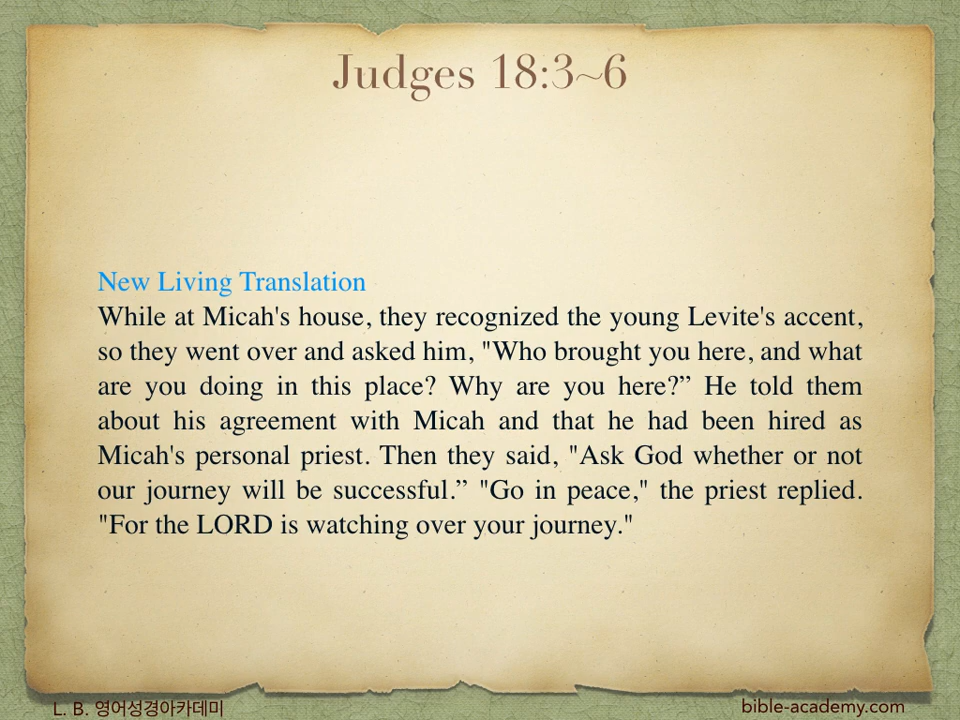 Judges 18:3~6
New Living Translation
While at Micah's house, they recognized the young Levite's accent,
so they went over and asked him, "Who brought you here, and what
are you doing in this place? Why are you here?” He told them
about his agreement with Micah and that he had been hired as
Micah's personal priest. Then they said, "Ask God whether or not
our journey will be successful.” "Go in peace," the priest replied.
"For the LORD is watching over your journey."
L. B. 영어성경아카데미
bible-academy.com